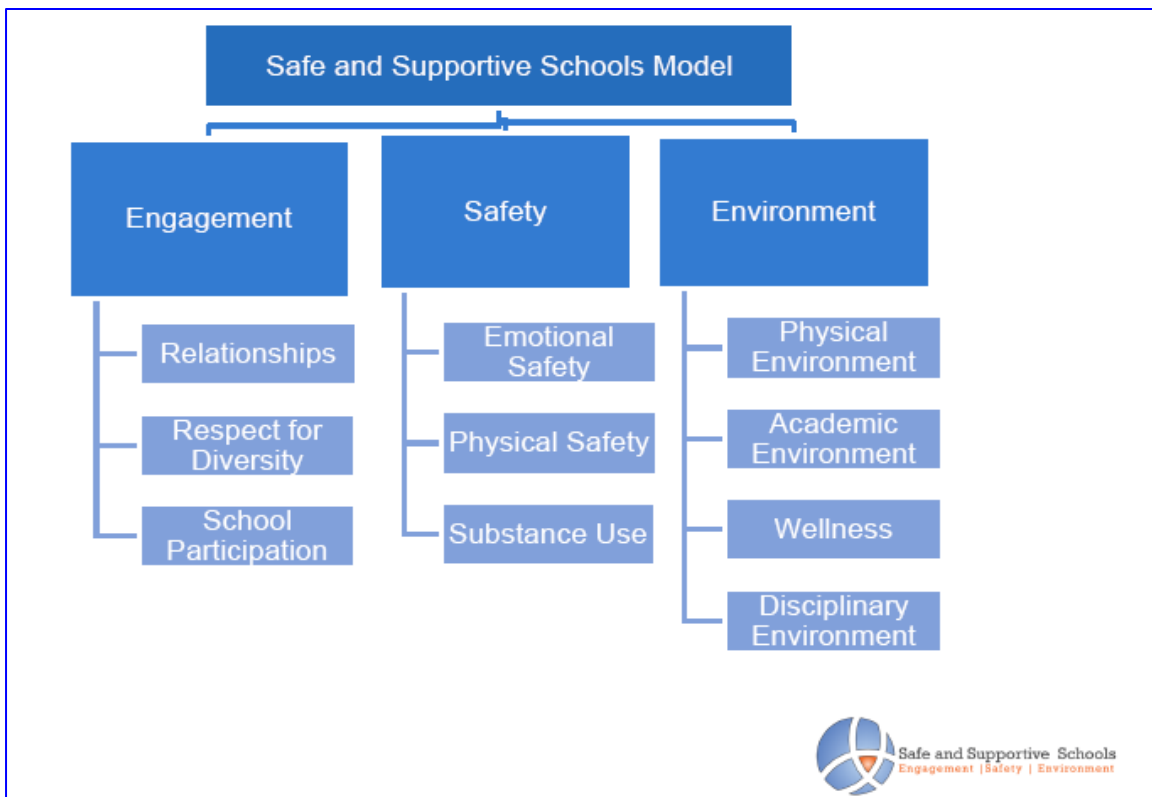 Safe and Supportive Schools Model
Engagement
Relationships
Respect for
Diversity
School
Participation
Safety
Emotional
Safety
Physical Safety
Substance Use
Environment
Physical
Environment
Academic
Environment
Wellness
Disciplinary
Environment
Safe and Supportive Schools
Engagement |Safety | Environment